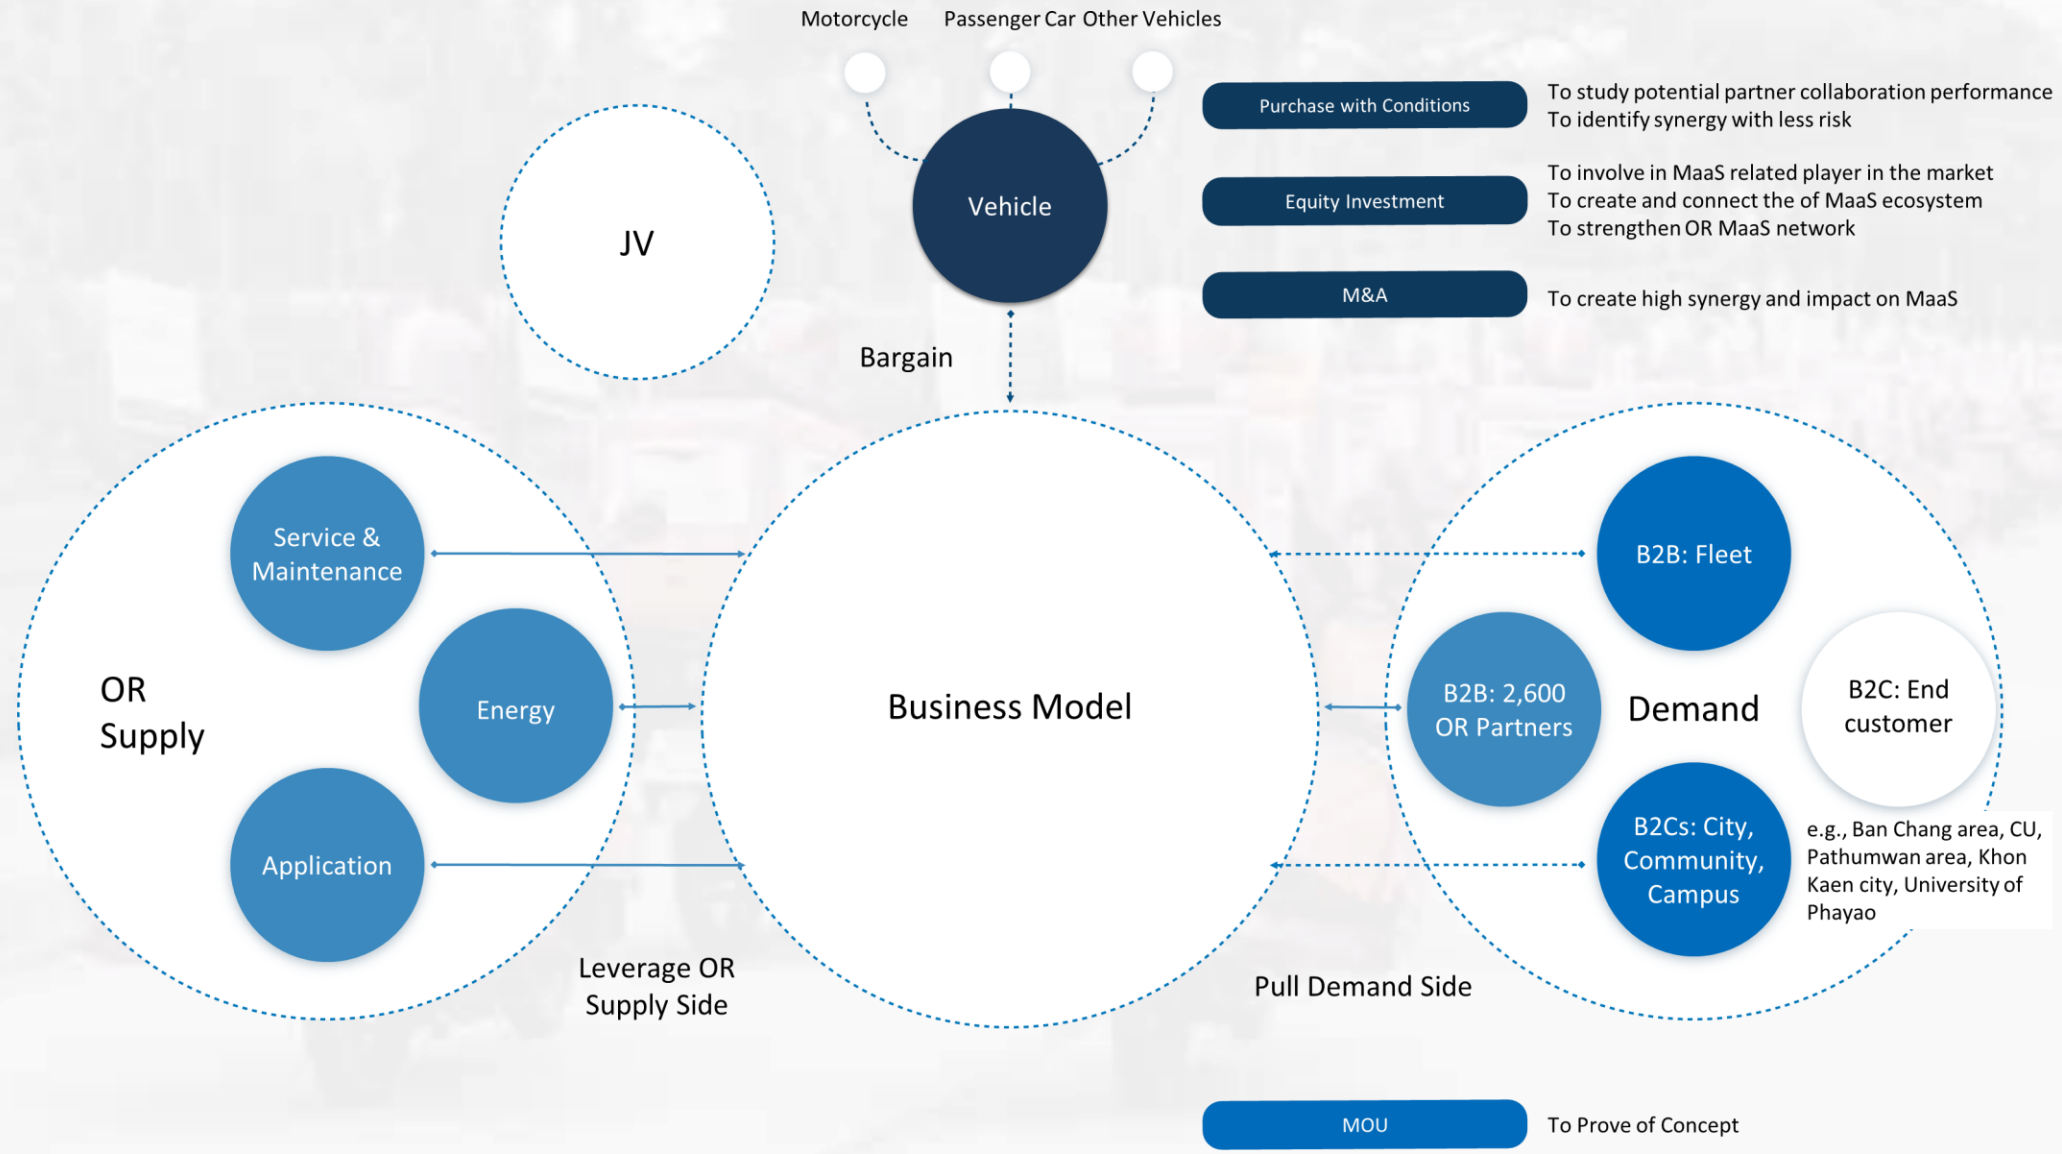 Motorcycle
Passenger Car
Other Vehicles
Vehicle
JV
Bargain
Purchase with Conditions
To study potential partner collaboration performance
To identify synergy with less risk
Equity Investment
To involve in MaaS related player in the market
To create and connect the of MaaS ecosystem
To strengthen OR MaaS network
M&A
To create high synergy and impact on MaaS
OR
Supply
Service &
Maintenance
Energy
Application
Leverage OR
Supply Side
Business Model
Pull Demand Side
Demand
B2B: Fleet
B2B: 2,600
OR Partners
B2C: End
customer
B2Cs: City,
Community,
Campus
e.g., Ban Chang area, CU,
Pathumwan area, Khon
Kaen city, University of
Phayao
MOU
To Prove of Concept